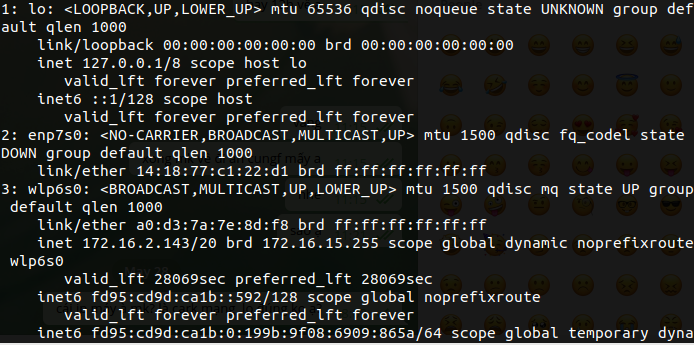 1: lo: <LOOPBACK,UP,LOWER_UP> mtu 65536 qdisc noqueue state UNKNOWN group def
ault qlen 1000
link/loopback 00:00:00:00:00:00 brd 00:00:00:00:00:00
inet 127.0.0.1/8 scope host lo
valid_lft forever preferred_lft forever
inet6 ::1/128 scope host
valid_lft forever preferred_lft forever
2: enp7s0: <NO-CARRIER,BROADCAST,MULTICAST,UP> mtu 1500 qdisc fq_codel state
DOWN group default qlen 1000
link/ether 14:18:77:c1:22:d1 brd ff:ff:ff:ff:ff:ff
3: wlp6s0: <BROADCAST,MULTICAST,UP,LOWER_UP> mtu 1500 qdisc mq state UP group
default qlen 1000
link/ether a0:d3:7a:7e:8d:f8 brd ff:ff:ff:ff:ff:ff
inet 172.16.2.143/20 brd 172.16.15.255 scope global dynamic noprefixroute
wlp6s0
valid_lft 28069sec preferred_lft 28069sec
inet6 fd95:cd9d:ca1b::592/128 scope global noprefixroute
valid_lft forever preferred_lft forever
inet6 fd95:cd9d:ca1b:0:199b:9f08:6909:865a/64 scope global temporary dyna